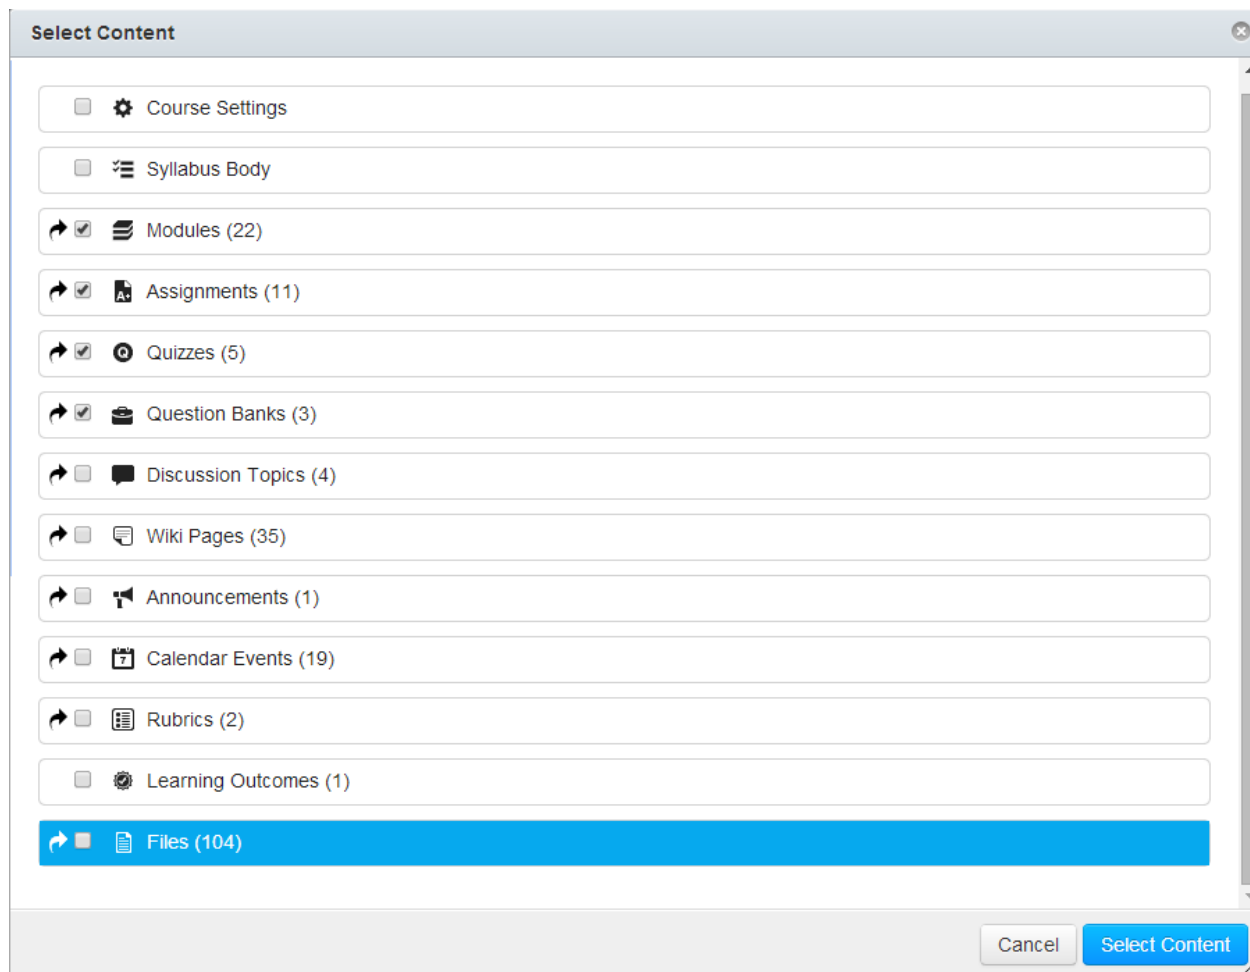 Select Content
Course Settings
Syllabus Body
Modules (22)
A+
Assignments (11)
Q
Quizzes (5)
Question Banks (3)
Discussion Topics (4)
Wiki Pages (35)
Announcements (1)
7
Calendar Events (19)
Rubrics (2)
Learning Outcomes (1)
Files (104)
Cancel
Select Content